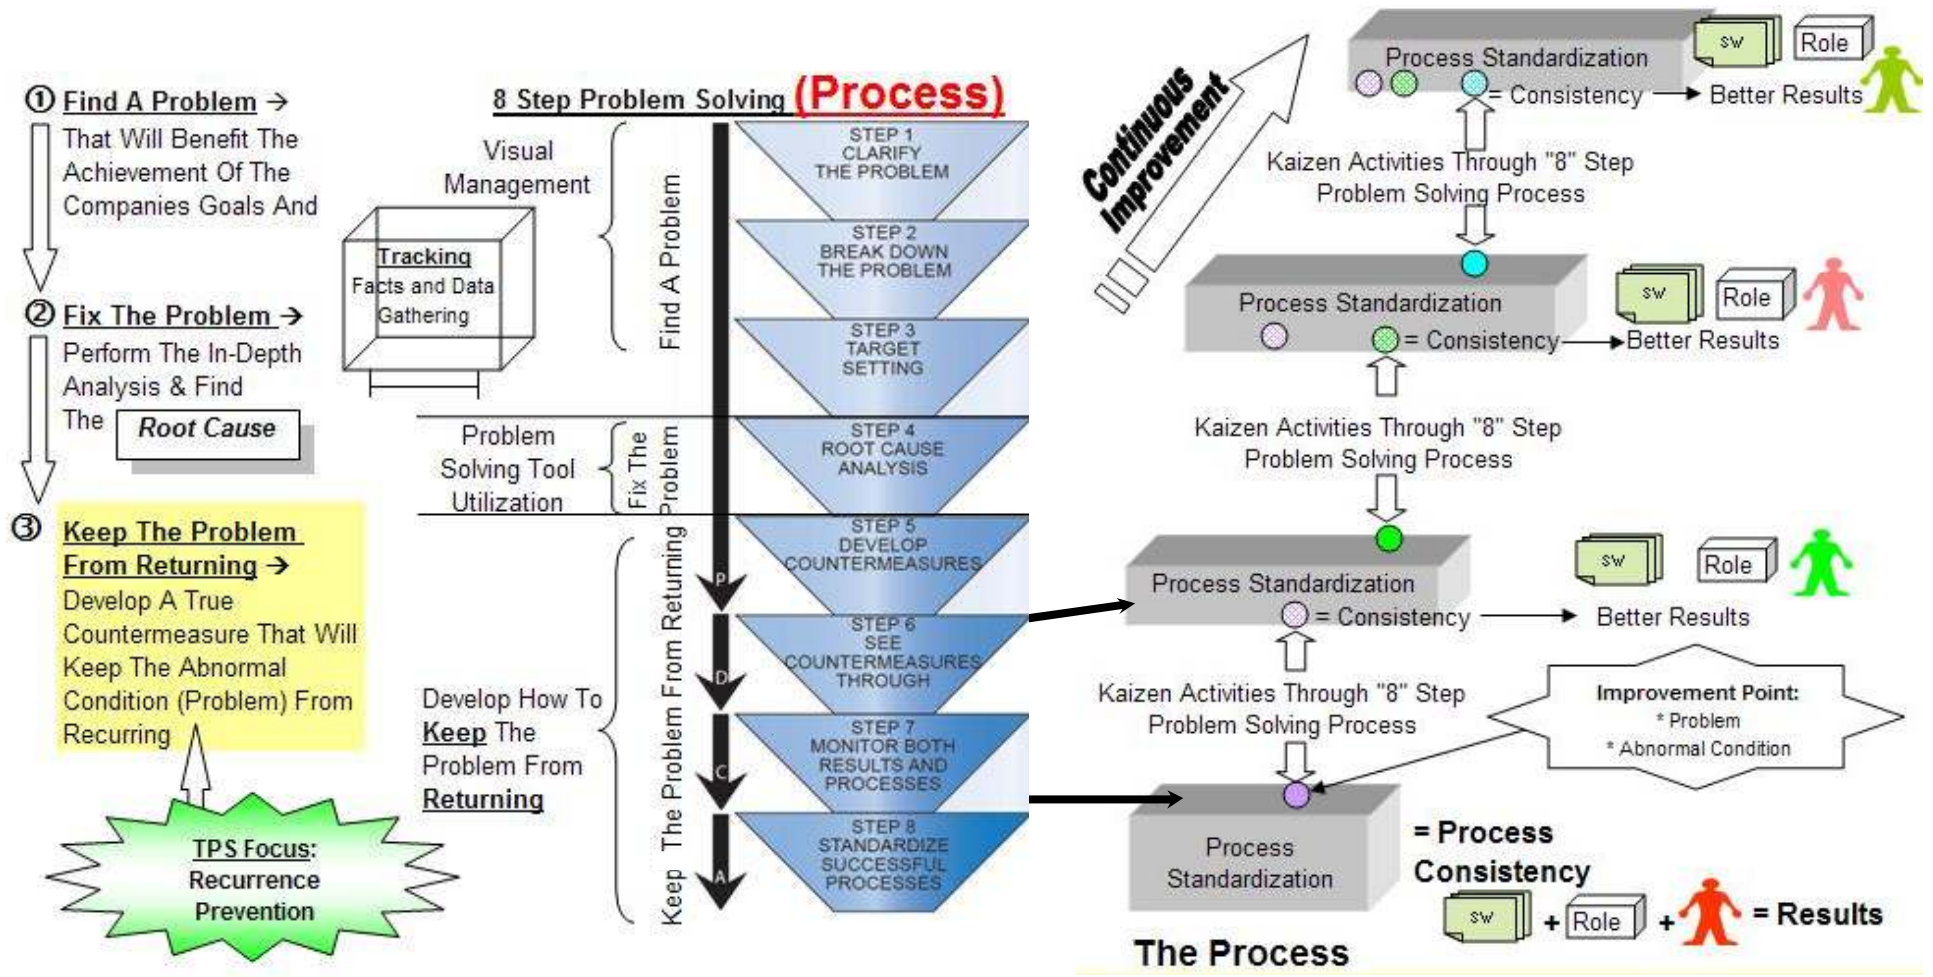 ① Find A Problem →
That Will Benefit The
Achievement Of The
Companies Goals And
② Fix The Problem →
Perform The In-Depth
Analysis & Find
The Root Cause
③ Keep The Problem
From Returning →
Develop A True
Countermeasure That Will
Keep The Abnormal
Condition (Problem) From
Recurring
TPS Focus:
Recurrence
Prevention
8 Step Problem Solving (Process)
Visual
Management
Tracking
Facts and Data
Gathering
Problem
Solving Tool
Utilization
Develop How To
Keep The
Problem From
Returning
Find A Problem
Fix The
Problem
Keep The Problem From Returning
P
D
C
A
STEP 1
CLARIFY
THE PROBLEM
STEP 2
BREAK DOWN
THE PROBLEM
STEP 3
TARGET
SETTING
STEP 4
ROOT CAUSE
ANALYSIS
STEP 5
DEVELOP
COUNTERMEASURES
STEP 6
SEE
COUNTERMEASURES
THROUGH
STEP 7
MONITOR BOTH
RESULTS AND
PROCESSES
STEP 8
STANDARDIZE
SUCCESSFUL
PROCESSES
Continuous
Improvement
Process Standardization
SW
Role
= Consistency → Better Results
Kaizen Activities Through "8" Step
Problem Solving Process
Process Standardization
SW
Role
= Consistency → Better Results
Kaizen Activities Through "8" Step
Problem Solving Process
Process Standardization
SW
Role
= Consistency → Better Results
Kaizen Activities Through "8" Step
Problem Solving Process
Improvement Point:
* Problem
* Abnormal Condition
Process
Standardization
= Process
Consistency
SW + Role + = Results
The Process